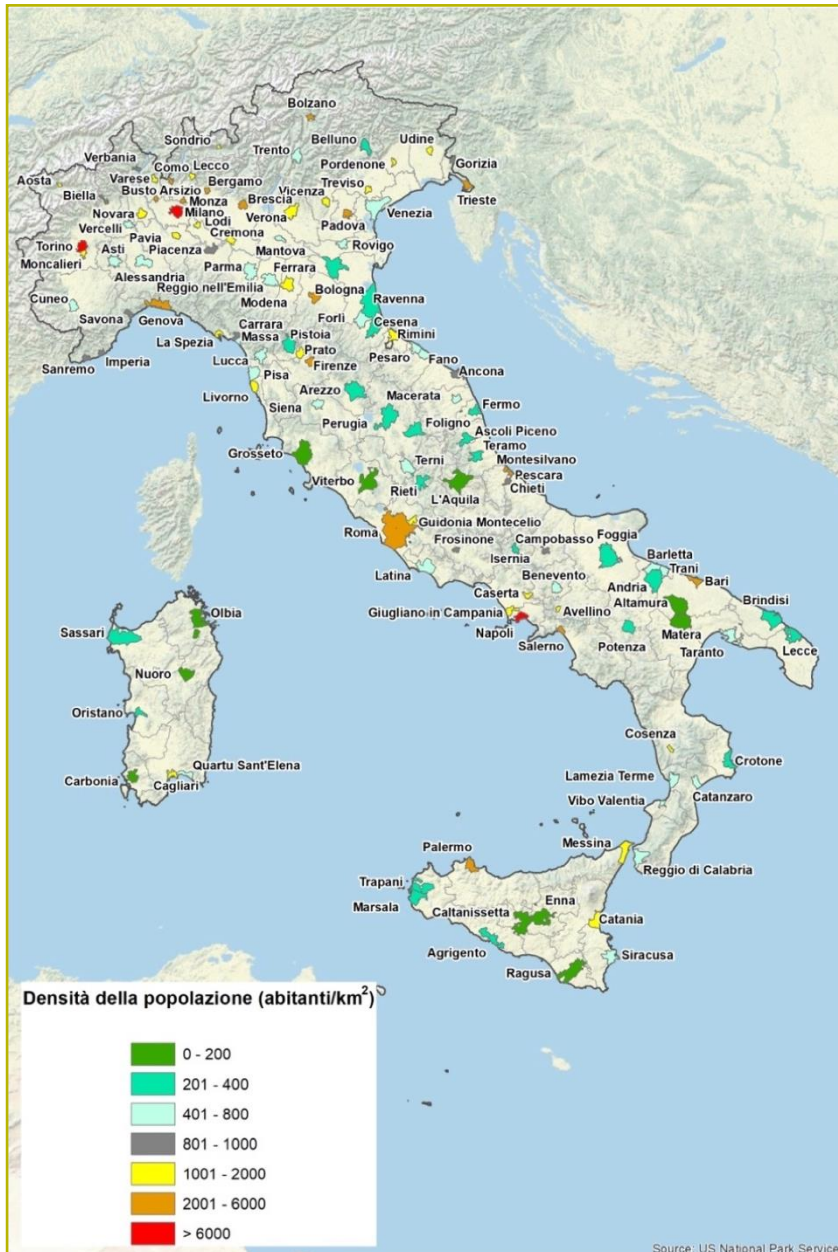 Bolzano
Sondrio
Belluno
Udine
Trento
Verbania
Como
Lecco
Pordenone
Gorizia
Aosta
Varese
Bergamo
Treviso
Biella
Busto Arsizio
Monza
Brescia
Vicenza
Trieste
Novara
Milano
Verona
Venezia
Vercelli
Lodi
Padova
Torino
Pavia
Cremona
Rovigo
Asti
Piacenza
Mantova
Moncalieri
Parma
Ferrara
Alessandria
Reggio nell'Emilia
Bologna
Cuneo
Modena
Ravenna
Savona
Genova
Forlì
Cesena
Carrara
La Spezia
Massa
Pistoia
Rimini
Prato
Pesaro
Imperia
Lucca
Firenze
Fano
Sanremo
Pisa
Ancona
Arezzo
Macerata
Livorno
Siena
Fermo
Perugia
Foligno
Ascoli Piceno
Teramo
Grosseto
Terni
Montesilvano
Viterbo
Pescara
Rieti
Chieti
L'Aquila
Guidonia Montecelio
Roma
Frosinone
Campobasso
Foggia
Barletta
Isernia
Trani
Latina
Benevento
Andria
Bari
Caserta
Altamura
Brindisi
Olbia
Giugliano in Campania
Avellino
Napoli
Matera
Sassari
Salerno
Potenza
Taranto
Lecce
Nuoro
Oristano
Cosenza
Crotone
Quartu Sant'Elena
Carbonia
Cagliari
Lamezia Terme
Catanzaro
Vibo Valentia
Messina
Palermo
Reggio di Calabria
Trapani
Enna
Marsala
Caltanissetta
Catania
Agrigento
Siracusa
Ragusa
Densità della popolazione (abitanti/km²)
0 - 200
201 - 400
401 - 800
801 - 1000
1001 - 2000
2001 - 6000
> 6000
Source: US National Park Service